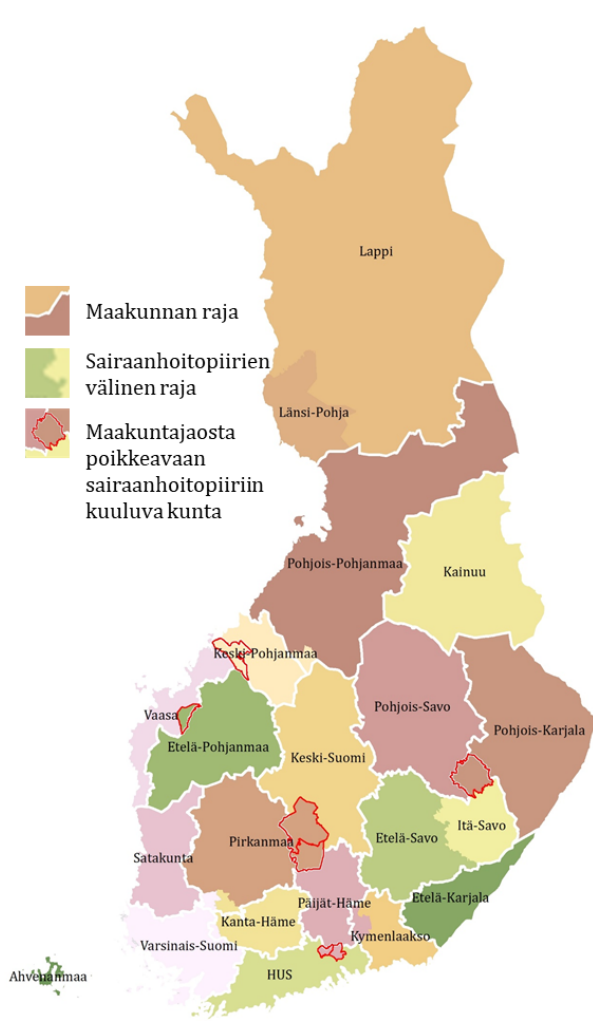 Lappi
Maakunnan raja
Sairaanhoitopiirien
välinen raja
Länsi-Pohja
Maakuntajaosta
poikkeavaan
sairaanhoitopiiriin
kuuluva kunta
Pohjois-Pohjanmaa
Kainuu
Keski-Pohjanmaa
Pohjois-Savo
Vaasa
Pohjois-Karjala
Etelä-Pohjanmaa
Keski-Suomi
Itä-Savo
Etelä-Savo
Pirkanman
Satakunta
Etelä-Karjala
Päijät-Häme
Kanta-Häme
Kymenlaakso
Varsinais-Suomi
HUS
Ahvenanmaa